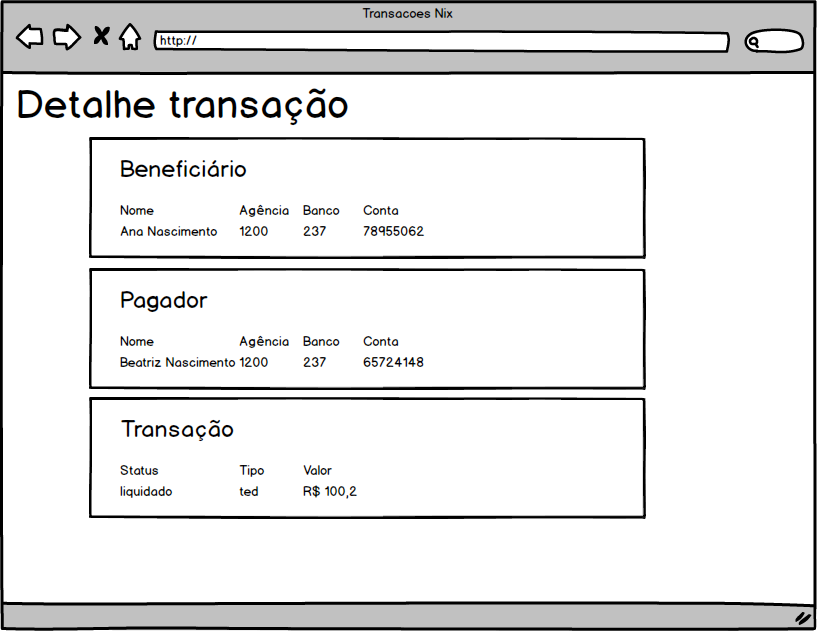 Transacoes Nix
http://
Detalhe transação
Beneficiário
Nome Agência Banco Conta
Ana Nascimento 1200 237 78955062
Pagador
Nome Agência Banco Conta
Beatriz Nascimento 1200 237 65724148
Transação
Status Tipo Valor
liquidado ted R$ 100,2